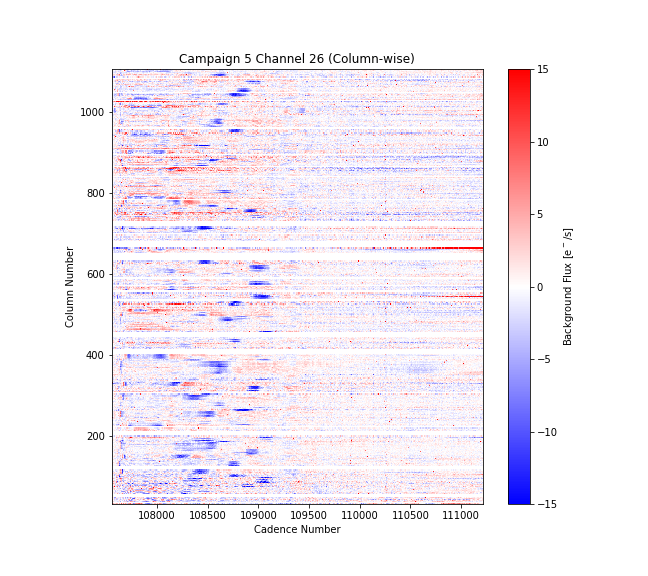 Campaign 5 Channel 26 (Column-wise)
1000
800
600
400
200
Column Number
108000 108500 109000 109500 110000 110500 111000
Cadence Number
15
10
5
0
−5
−10
−15
Background Flux [e⁻/s]